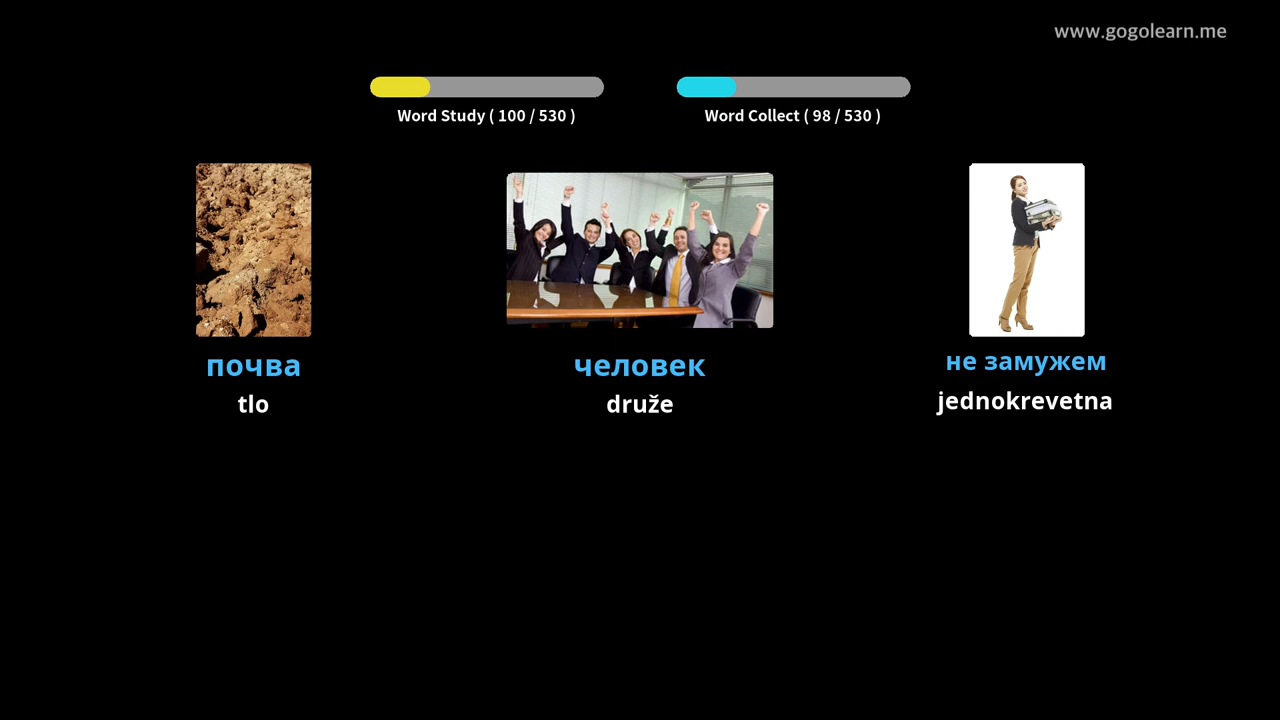 www.gogolearn.me
Word Study ( 100 / 530 )
Word Collect ( 98 / 530 )
почва
человек
не замужем
tlo
druže
jednokrevetna